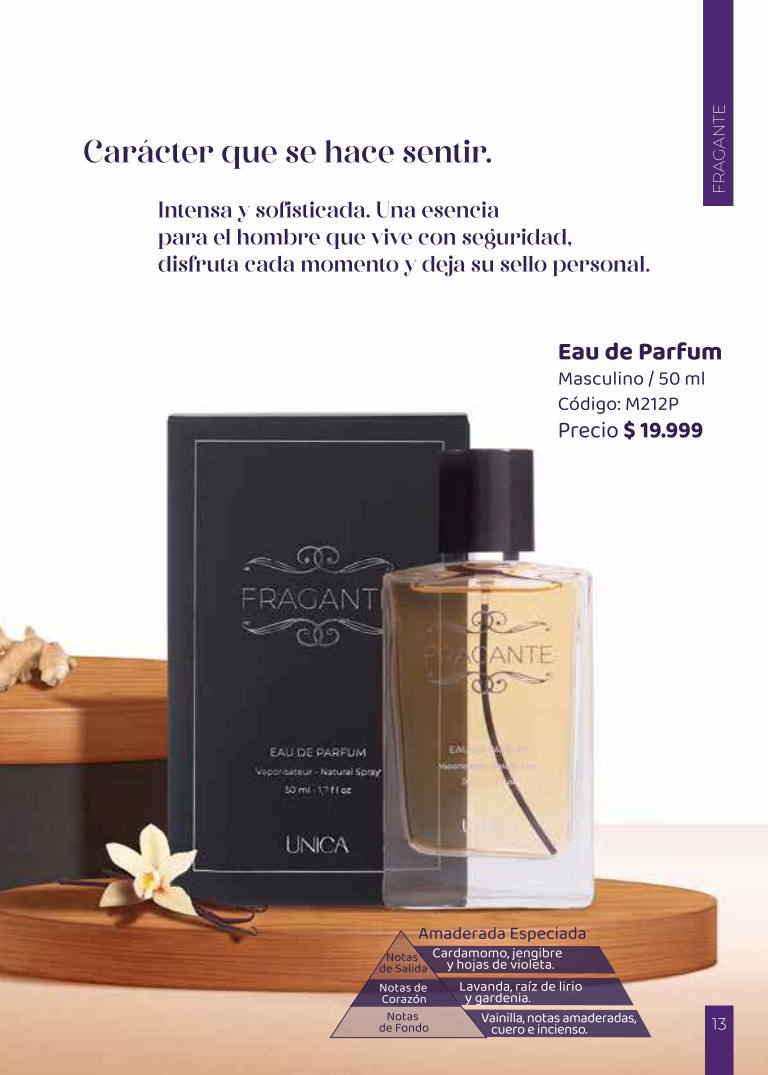 FRAGANTE
Carácter que se hace sentir.
Intensa y sofisticada. Una esencia
para el hombre que vive con seguridad,
disfruta cada momento y deja su sello personal.
Eau de Parfum
Masculino / 50 ml
Código: M212P
Precio $ 19.999
FRAGANTE
EAU DE PARFUM
Vaporisateur - Natural Spray
50 ml - 1,7 fl oz
UNICA
FRAGANTE
Amaderada Especiada
Notas
de Salida
Cardamomo, jengibre
y hojas de violeta.
Notas de
Corazón
Lavanda, raíz de lirio
y gardenia.
Notas
de Fondo
Vainilla, notas amaderadas,
cuero e incienso.
13